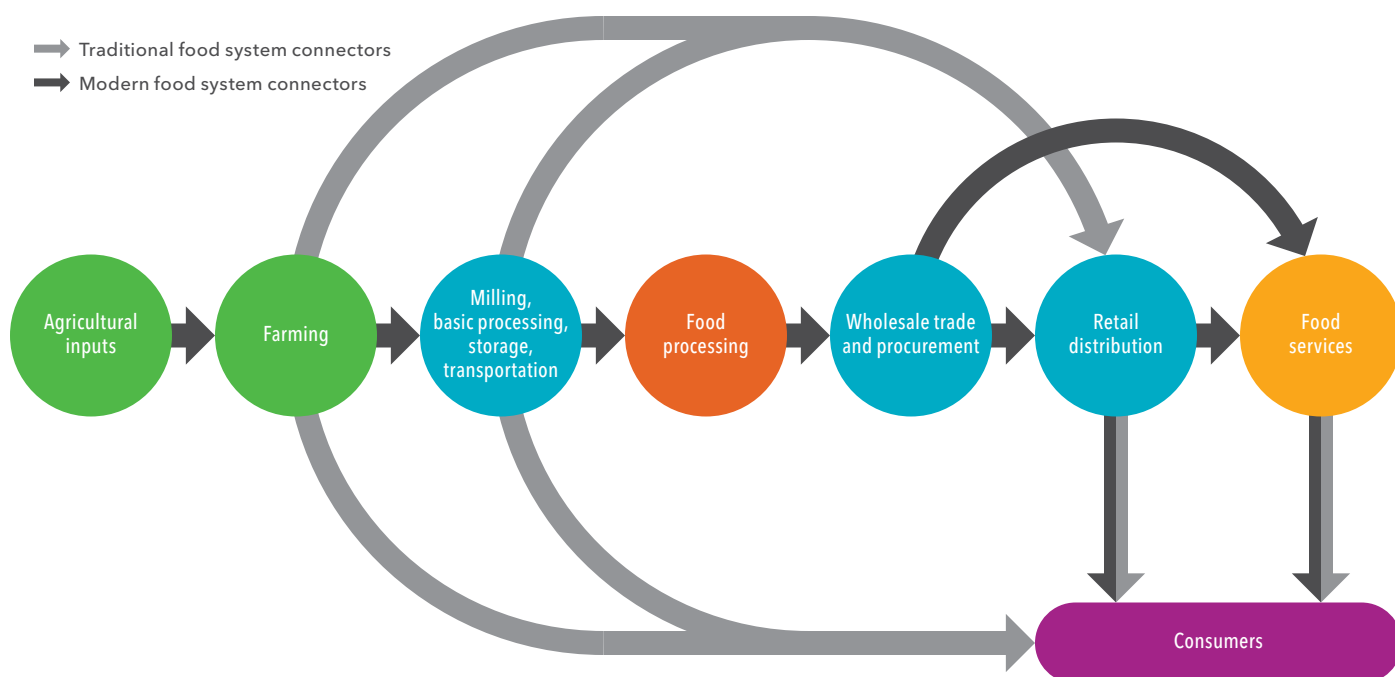 Traditional food system connectors
Modern food system connectors
Agricultural
inputs
Farming
Milling,
basic processing,
storage,
transportation
Food
processing
Wholesale trade
and procurement
Retail
distribution
Food
services
Consumers